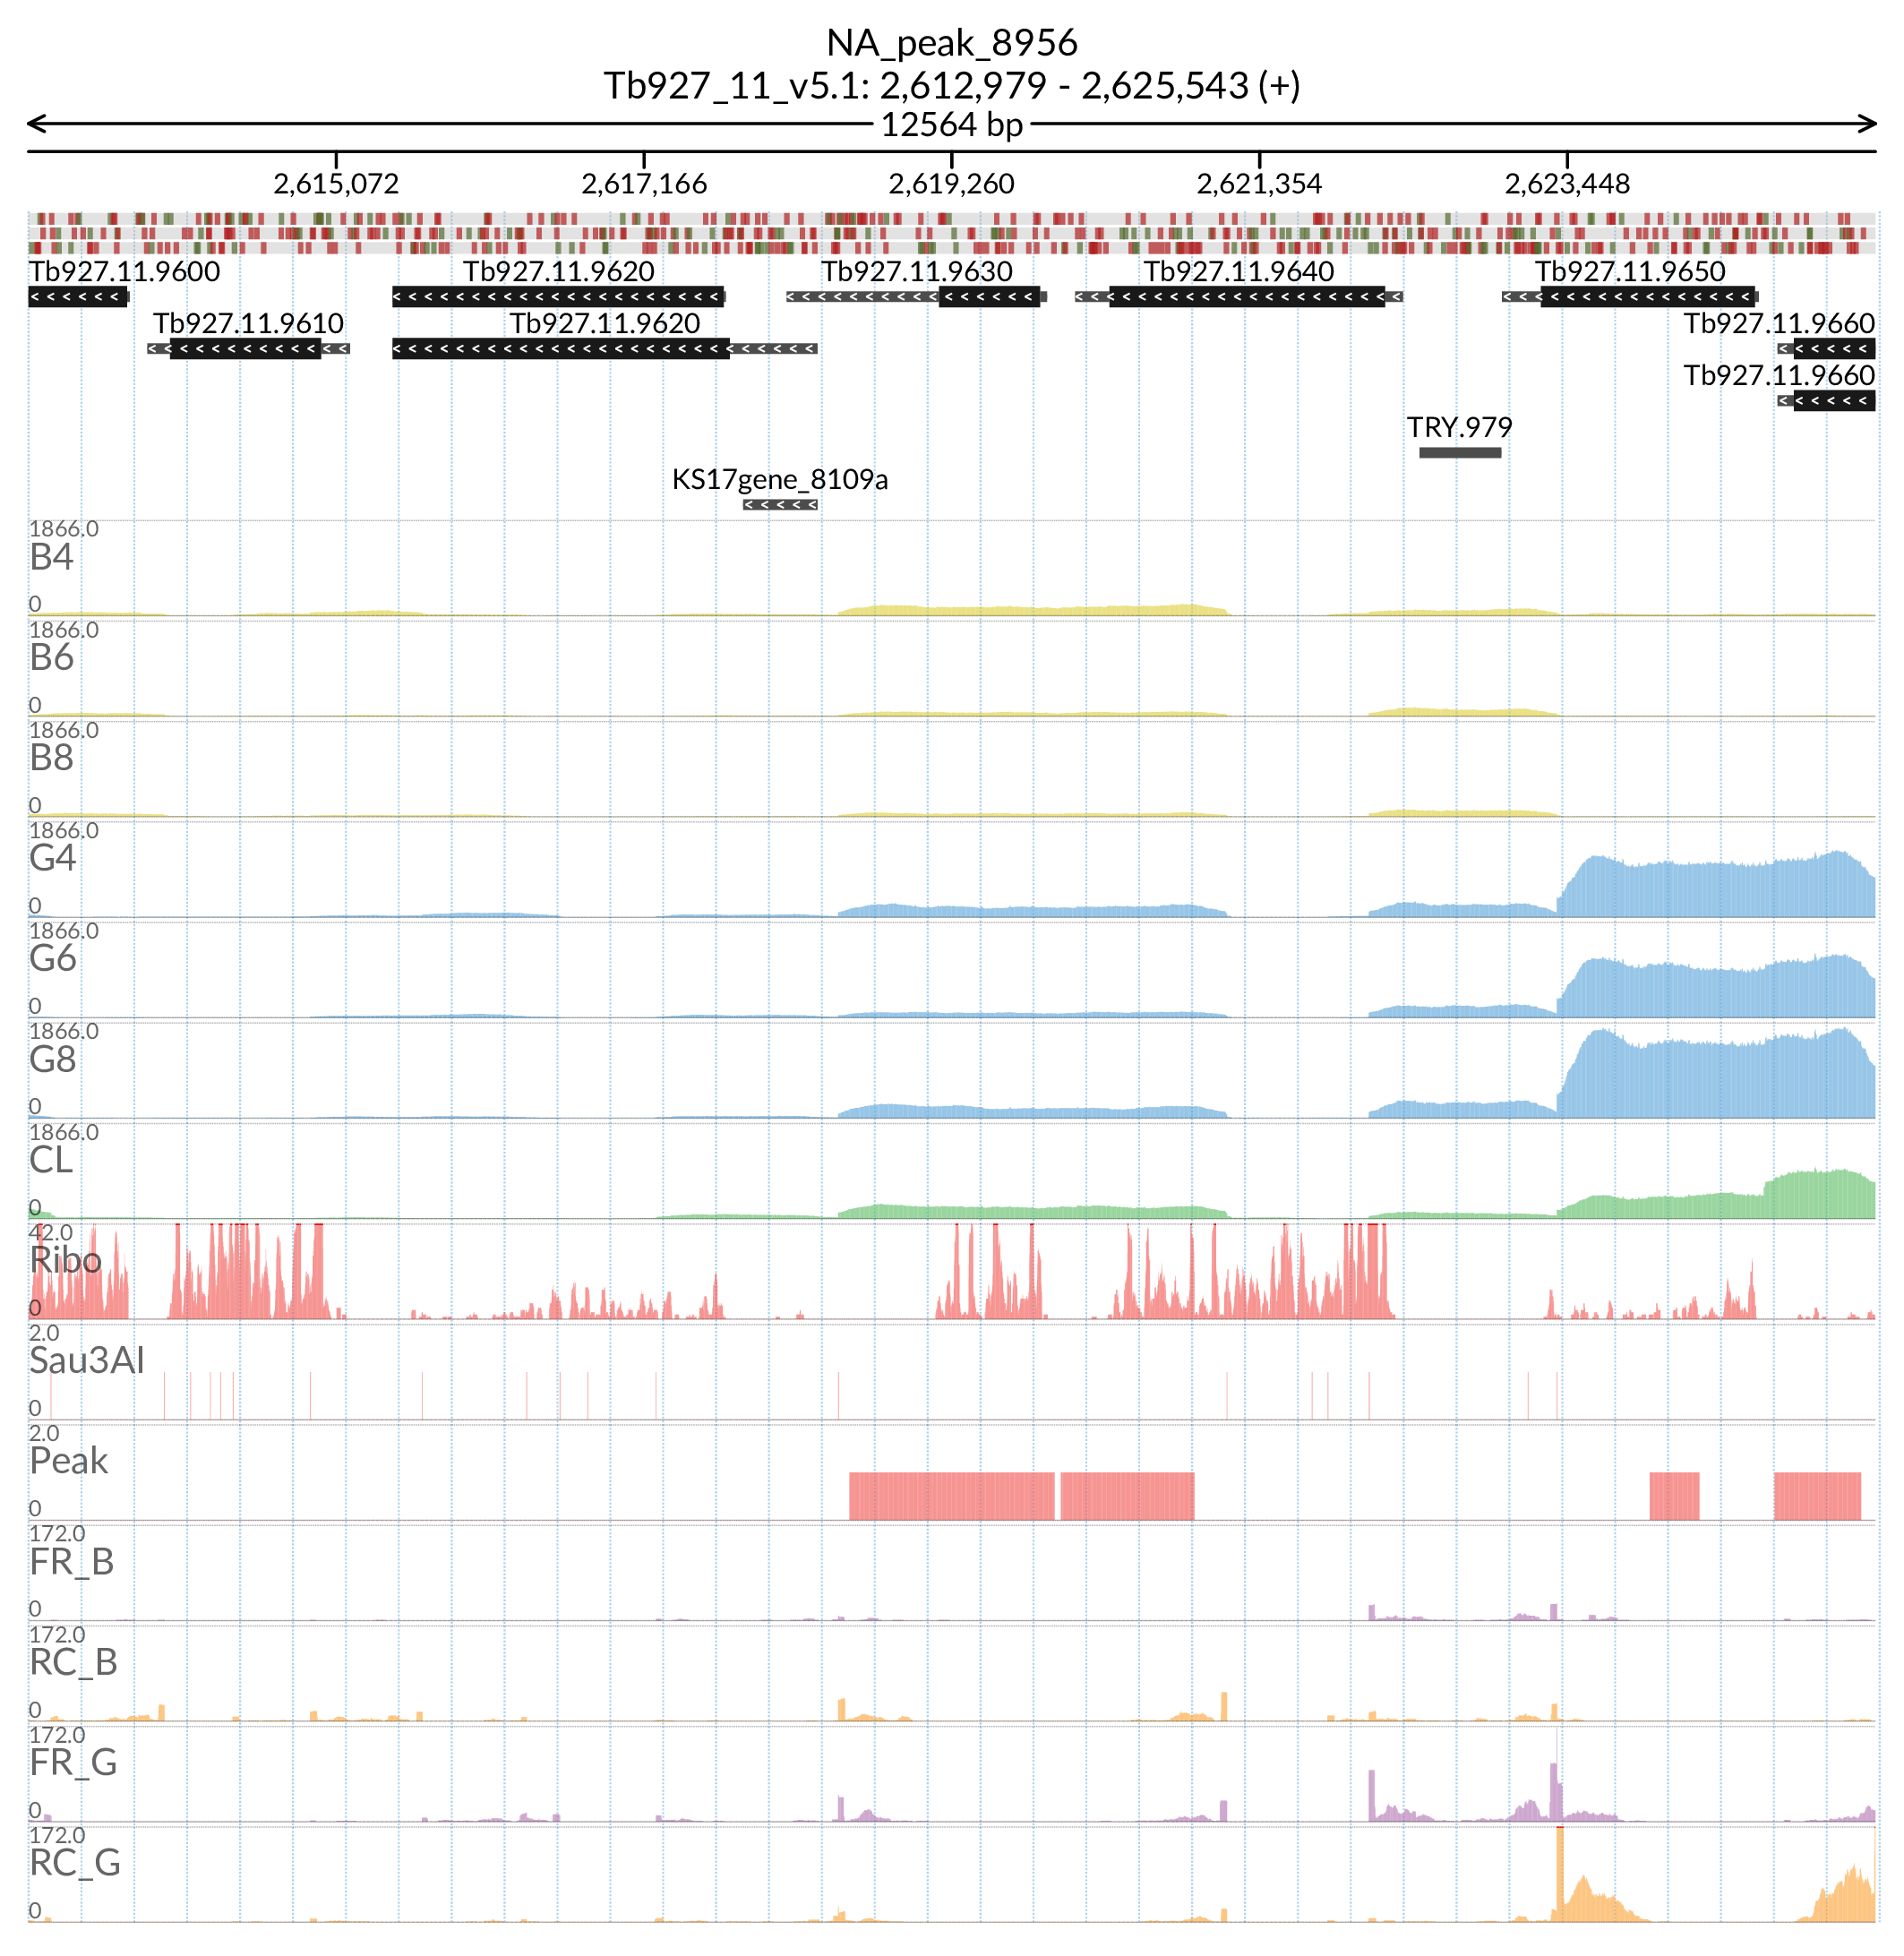 NA_peak_8956
Tb927_11_v5.1: 2,612,979 - 2,625,543 (+)
12564 bp
2,615,072 2,617,166 2,619,260 2,621,354 2,623,448
Tb927.11.9600 Tb927.11.9620 Tb927.11.9630 Tb927.11.9640 Tb927.11.9650
Tb927.11.9610 Tb927.11.9620 Tb927.11.9660
Tb927.11.9660
TRY.979
KS17gene_8109a
1866.0
B4
0
1866.0
B6
0
1866.0
B8
0
1866.0
G4
0
1866.0
G6
0
1866.0
G8
0
1866.0
CL
0
42.0
Ribo
0
2.0
Sau3AI
0
2.0
Peak
0
172.0
FR_B
0
172.0
RC_B
0
172.0
FR_G
0
172.0
RC_G
0